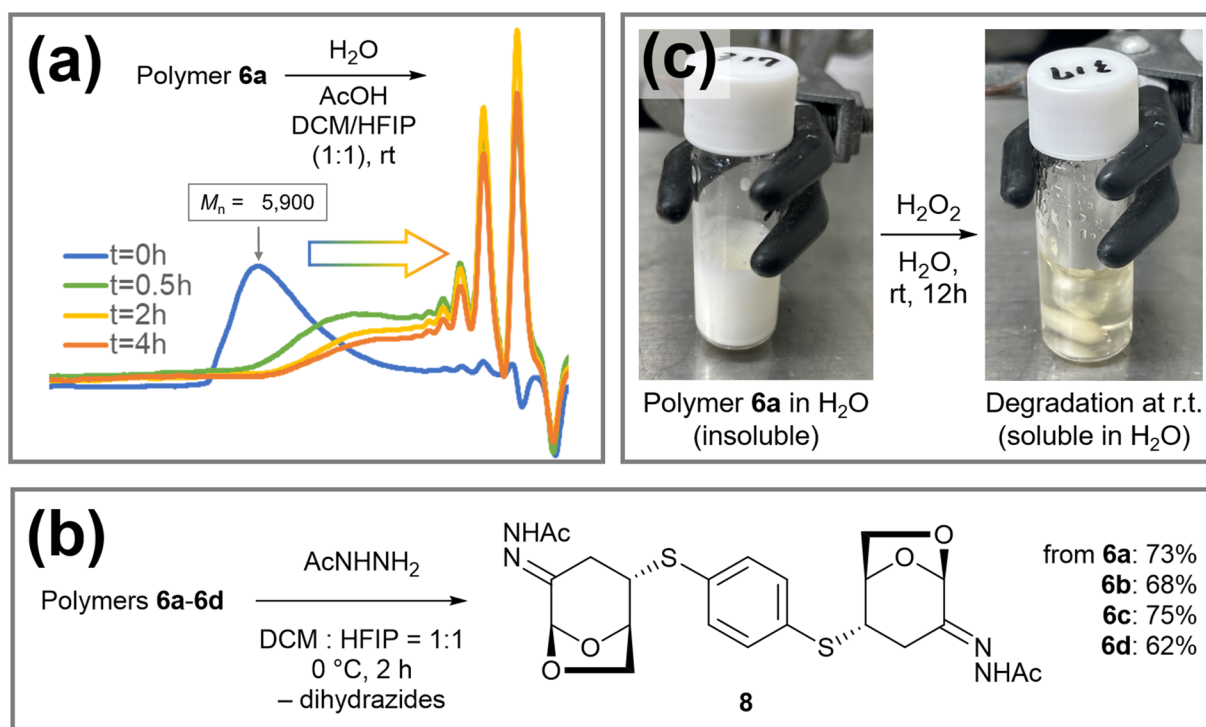 (a)
Polymer 6a
H₂O
AcOH
DCM/HFIP
(1:1), rt
Mn = 5,900
t=0h
t=0.5h
t=2h
t=4h
(c)
H₂O₂
H₂O,
rt, 12h
Polymer 6a in H₂O
(insoluble)
Degradation at r.t.
(soluble in H₂O)
(b)
Polymers 6a-6d
AcNHNH₂
DCM : HFIP = 1:1
0 °C, 2 h
– dihydrazides
NHAc
N
S
O
O
O
O
S
N
NHAc
8
from 6a: 73%
6b: 68%
6c: 75%
6d: 62%